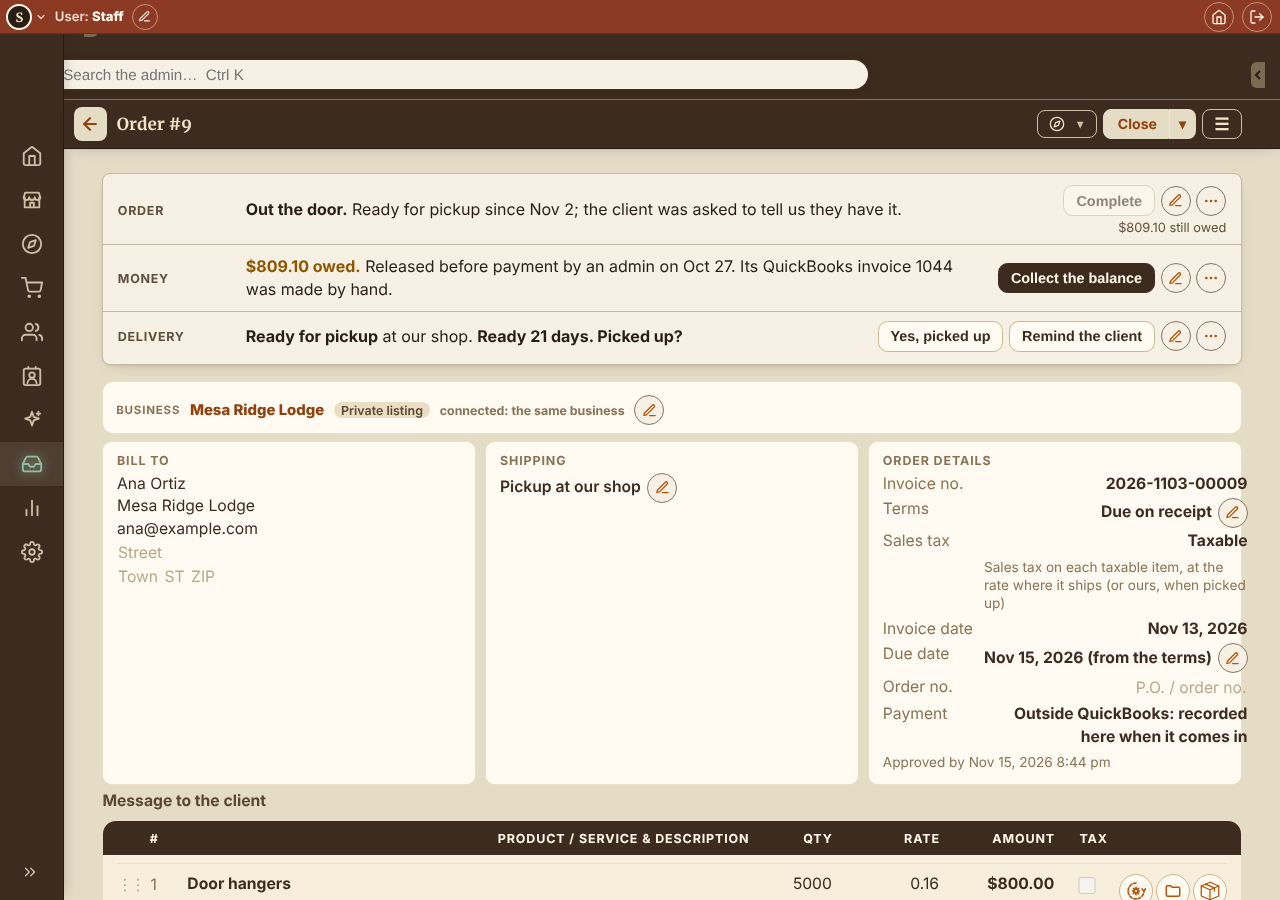 S
User: Staff
Search the admin… Ctrl K
Order #9
Close
ORDER
Out the door. Ready for pickup since Nov 2; the client was asked to tell us they have it.
Complete
$809.10 still owed
MONEY
$809.10 owed. Released before payment by an admin on Oct 27. Its QuickBooks invoice 1044
was made by hand.
Collect the balance
DELIVERY
Ready for pickup at our shop. Ready 21 days. Picked up?
Yes, picked up
Remind the client
BUSINESS Mesa Ridge Lodge Private listing connected: the same business
BILL TO
Ana Ortiz
Mesa Ridge Lodge
ana@example.com
Street
Town ST ZIP
SHIPPING
Pickup at our shop
ORDER DETAILS
Invoice no. 2026-1103-00009
Terms Due on receipt
Sales tax Taxable
Sales tax on each taxable item, at the
rate where it ships (or ours, when picked
up)
Invoice date Nov 13, 2026
Due date Nov 15, 2026 (from the terms)
Order no. P.O. / order no.
Payment Outside QuickBooks: recorded
here when it comes in
Approved by Nov 15, 2026 8:44 pm
Message to the client
# PRODUCT / SERVICE & DESCRIPTION QTY RATE AMOUNT TAX
1 Door hangers 5000 0.16 $800.00